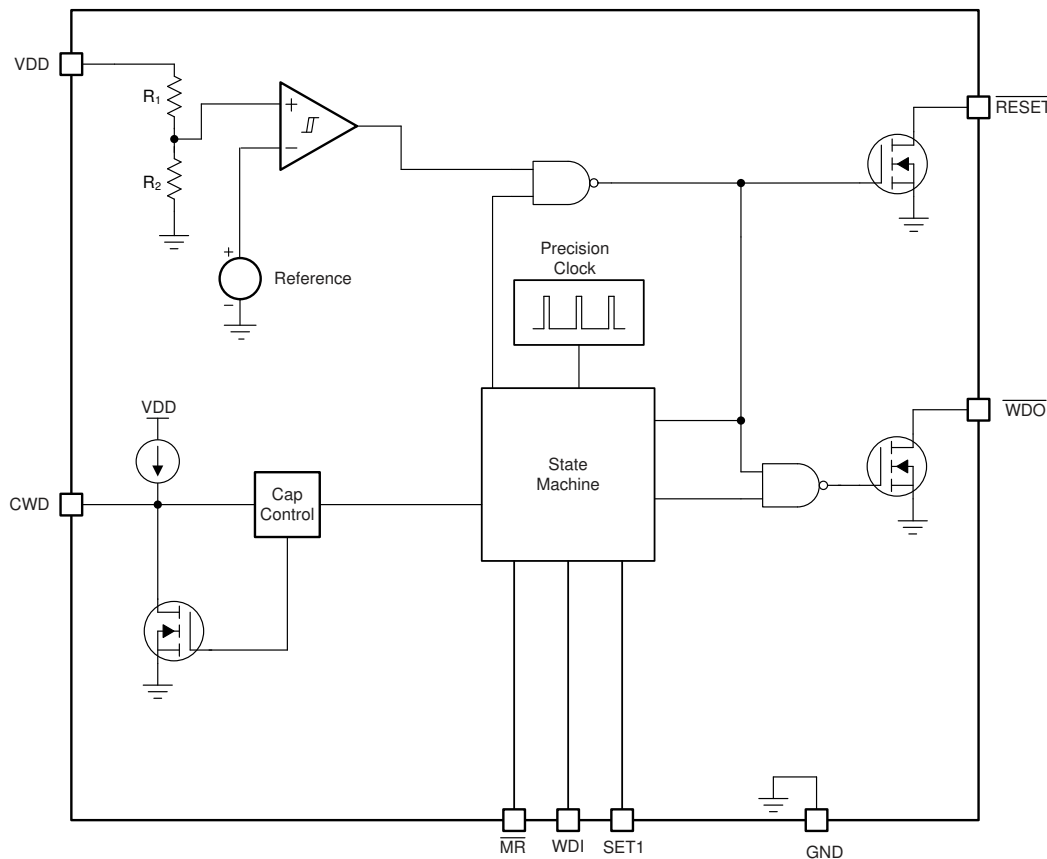 VDD
R₁
R₂
+
−
+
−
Reference
RESET
Precision
Clock
VDD
WDO
CWD
Cap
Control
State
Machine
MR
WDI
SET1
GND